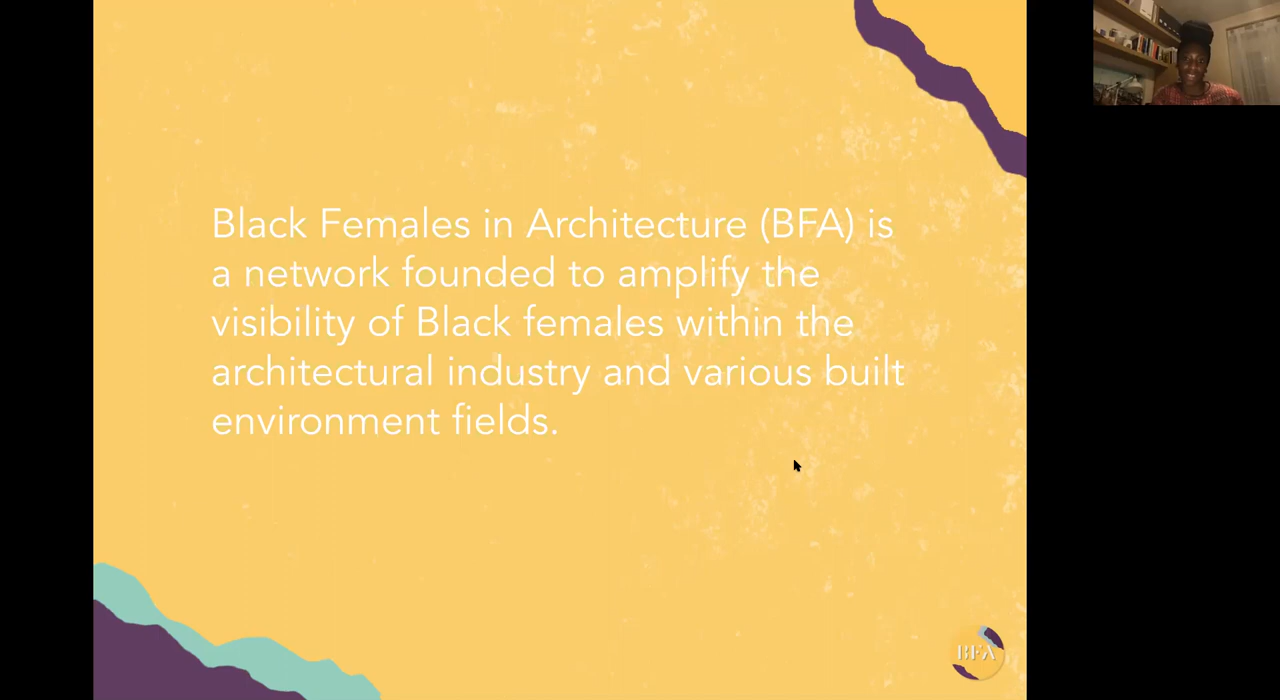 Black Females in Architecture (BFA) is
a network founded to amplify the
visibility of Black females within the
architectural industry and various built
environment fields.
BFA